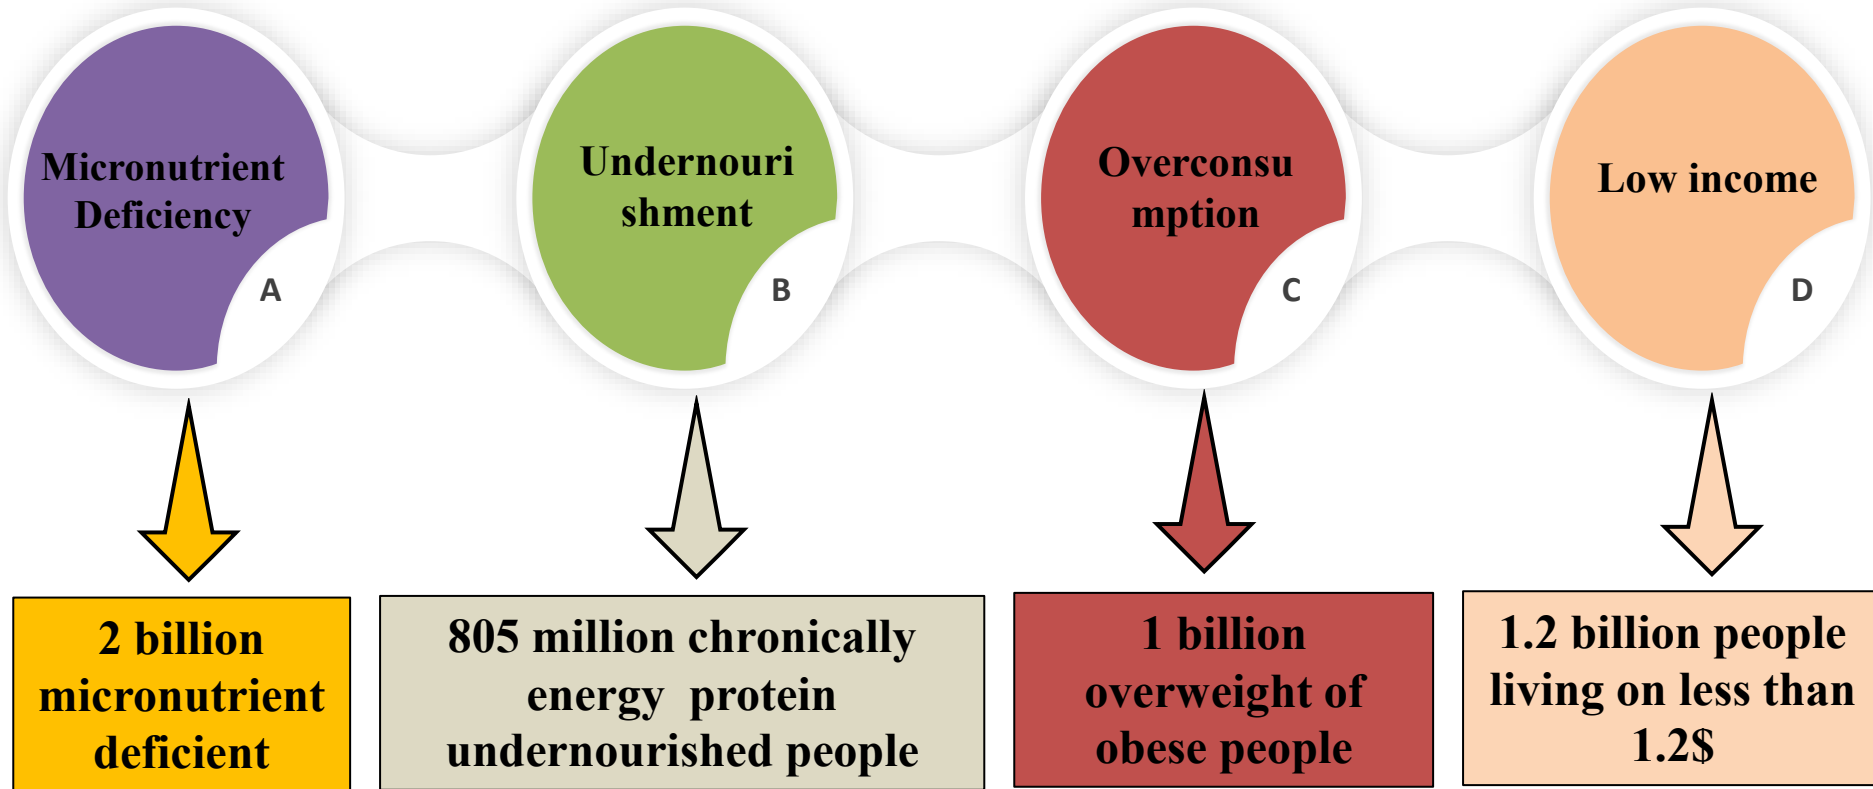 Micronutrient
Deficiency
A
Undernouri
shment
B
Overconsu
mption
C
Low income
D
2 billion
micronutrient
deficient
805 million chronically
energy protein
undernourished people
1 billion
overweight of
obese people
1.2 billion people
living on less than
1.2$